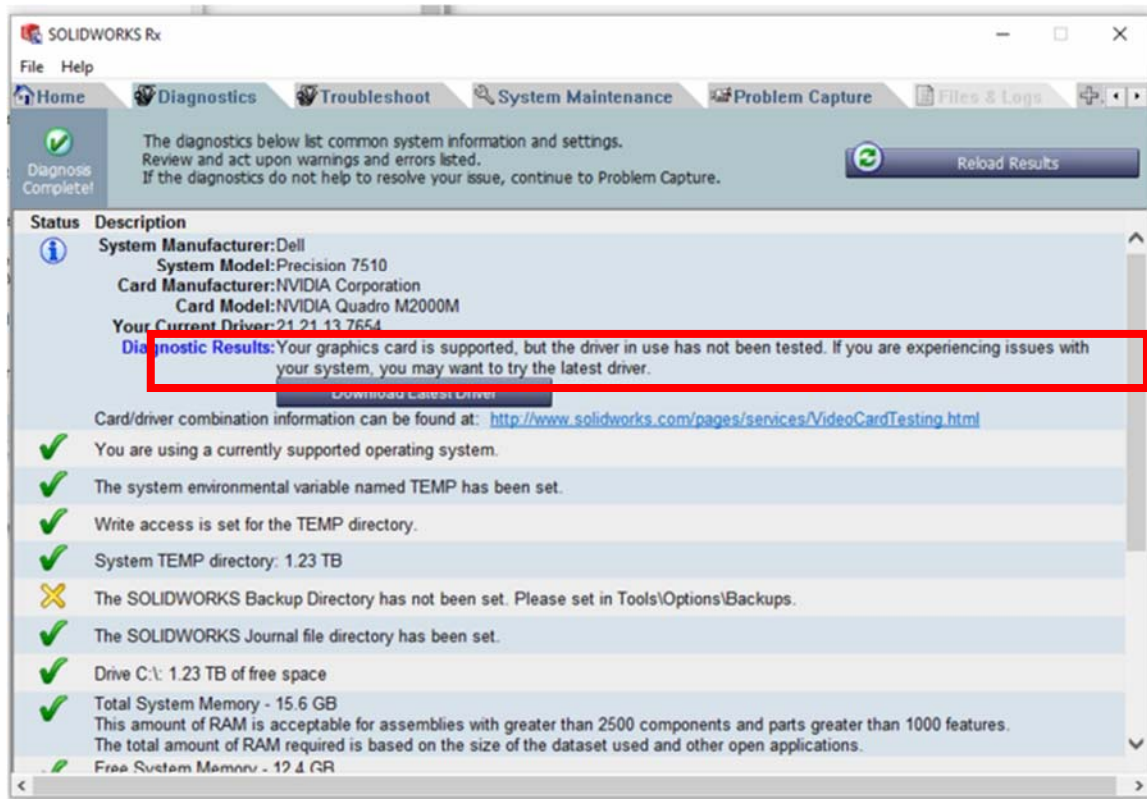 SOLIDWORKS Rx
File Help
Home Diagnostics Troubleshoot System Maintenance Problem Capture Files & Logs
Diagnosis Complete!
The diagnostics below list common system information and settings.
Review and act upon warnings and errors listed.
If the diagnostics do not help to resolve your issue, continue to Problem Capture.
Reload Results
Status Description
System Manufacturer:Dell
System Model:Precision 7510
Card Manufacturer:NVIDIA Corporation
Card Model:NVIDIA Quadro M2000M
Your Current Driver:21.21.13.7654
Diagnostic Results:Your graphics card is supported, but the driver in use has not been tested. If you are experiencing issues with
your system, you may want to try the latest driver.
Download Latest Driver
Card/driver combination information can be found at: http://www.solidworks.com/pages/services/VideoCardTesting.html
You are using a currently supported operating system.
The system environmental variable named TEMP has been set.
Write access is set for the TEMP directory.
System TEMP directory: 1.23 TB
The SOLIDWORKS Backup Directory has not been set. Please set in Tools\Options\Backups.
The SOLIDWORKS Journal file directory has been set.
Drive C:\: 1.23 TB of free space
Total System Memory - 15.6 GB
This amount of RAM is acceptable for assemblies with greater than 2500 components and parts greater than 1000 features.
The total amount of RAM required is based on the size of the dataset used and other open applications.
Free System Memory - 12.4 GB